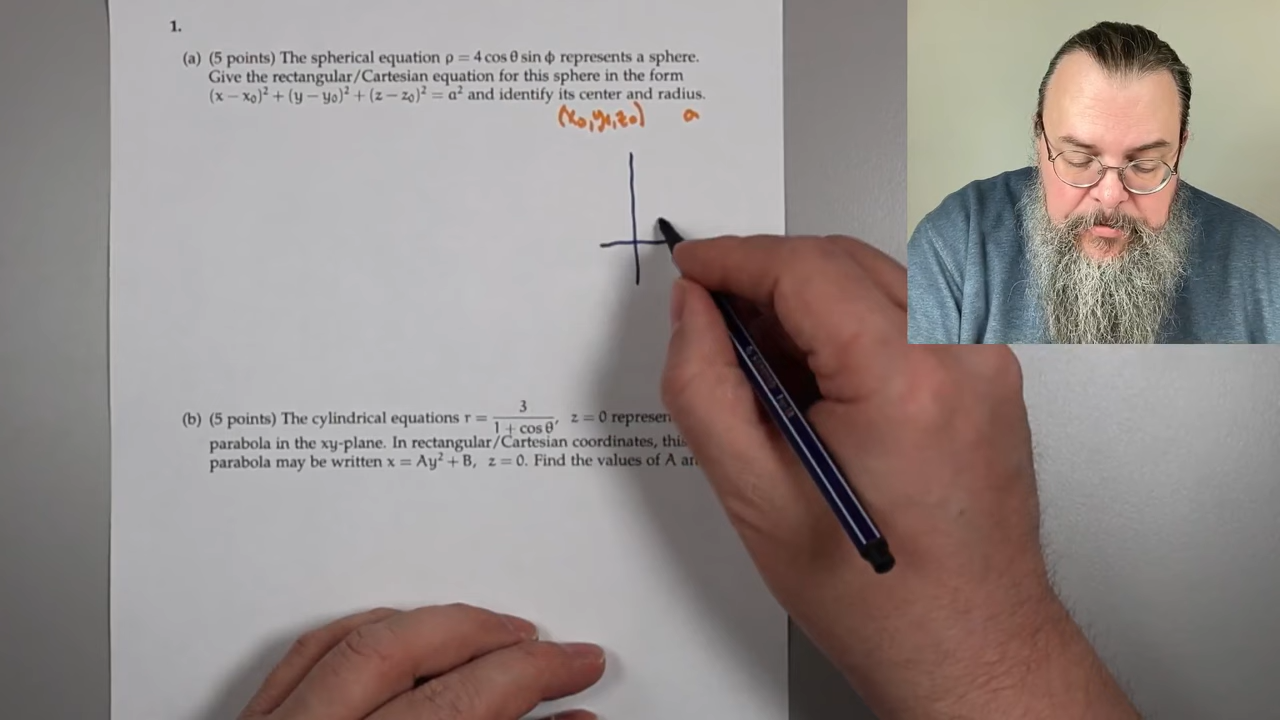 1.
(a) (5 points) The spherical equation ρ = 4 cos θ sin ϕ represents a sphere.
Give the rectangular/Cartesian equation for this sphere in the form
(x − x₀)² + (y − y₀)² + (z − z₀)² = a² and identify its center and radius.
(x₀, y₀, z₀) a
(b) (5 points) The cylindrical equations r = 3/(1 + cos θ), z = 0 represen
parabola in the xy-plane. In rectangular/Cartesian coordinates, this
parabola may be written x = Ay² + B, z = 0. Find the values of A an